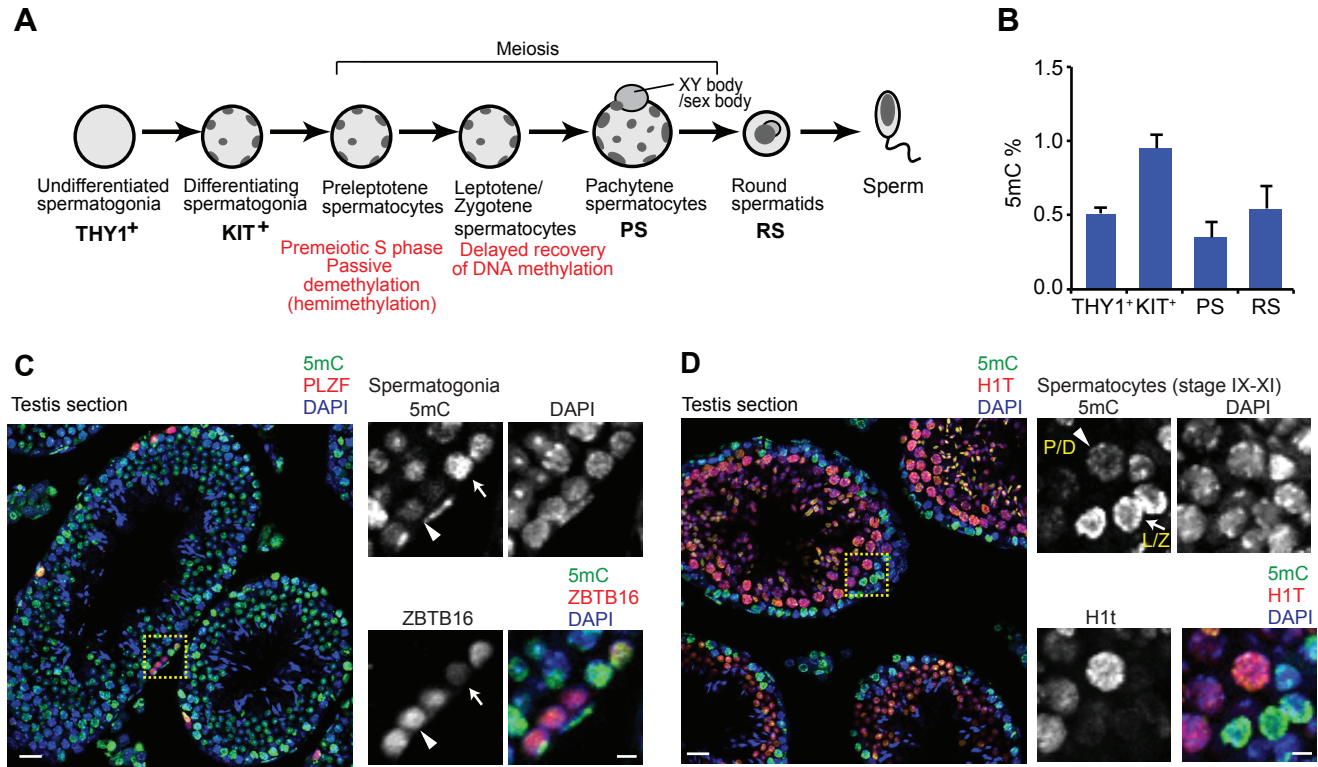 A
Meiosis
XY body
/sex body
Undifferentiated
spermatogonia
THY1+
Differentiating
spermatogonia
KIT+
Preleptotene
spermatocytes
Premeiotic S phase
Passive
demethylation
(hemimethylation)
Leptotene/
Zygotene
spermatocytes
Delayed recovery
of DNA methylation
Pachytene
spermatocytes
PS
Round
spermatids
RS
Sperm
B
5mC %
1.5
1.0
0.5
0.0
THY1+ KIT+ PS RS
C
Testis section
5mC
PLZF
DAPI
Spermatogonia
5mC
DAPI
ZBTB16
5mC
ZBTB16
DAPI
D
Testis section
5mC
H1T
DAPI
Spermatocytes (stage IX-XI)
5mC
DAPI
P/D
L/Z
H1t
5mC
H1T
DAPI